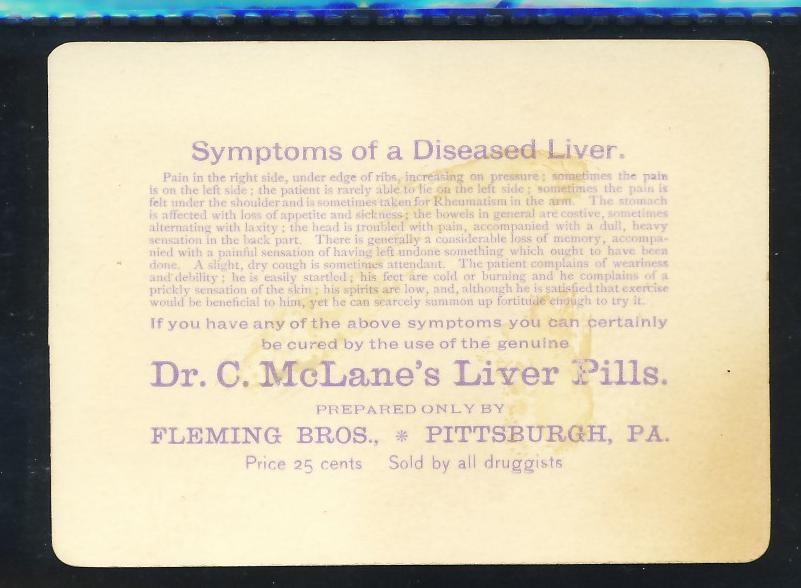 Symptoms of a Diseased Liver.
Pain in the right side, under edge of ribs, increasing on pressure; sometimes the pain
is on the left side; the patient is rarely able to lie on the left side; sometimes the pain is
felt under the shoulder and is sometimes taken for Rheumatism in the arm. The stomach
is affected with loss of appetite and sickness; the bowels in general are costive, sometimes
alternating with laxity; the head is troubled with pain, accompanied with a dull, heavy
sensation in the back part. There is generally a considerable loss of memory, accompa-
nied with a painful sensation of having left undone something which ought to have been
done. A slight, dry cough is sometimes attendant. The patient complains of weariness
and debility; he is easily startled; his feet are cold or burning and he complains of a
prickly sensation of the skin; his spirits are low, and, although he is satisfied that exercise
would be beneficial to him, yet he can scarcely summon up fortitude enough to try it.
If you have any of the above symptoms you can certainly
be cured by the use of the genuine
Dr. C. McLane's Liver Pills.
PREPARED ONLY BY
FLEMING BROS., * PITTSBURGH, PA.
Price 25 cents Sold by all druggists